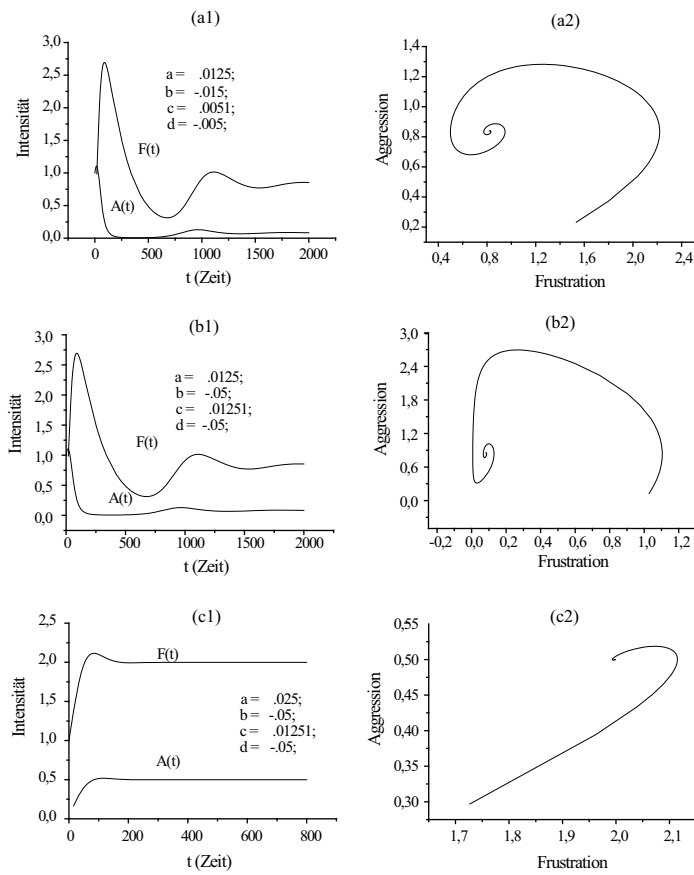 (a1)
3,0
2,5
2,0
1,5
1,0
0,5
0,0
Intensität
a = .0125;
b = -.015;
c = .0051;
d = -.005;
F(t)
A(t)
0 500 1000 1500 2000
t (Zeit)
(a2)
1,4
1,2
1,0
0,8
0,6
0,4
0,2
Aggression
0,4 0,8 1,2 1,6 2,0 2,4
Frustration
(b1)
3,0
2,5
2,0
1,5
1,0
0,5
0,0
Intensität
a = .0125;
b = -.05;
c = .01251;
d = -.05;
F(t)
A(t)
0 500 1000 1500 2000
t (Zeit)
(b2)
3,0
2,4
1,8
1,2
0,6
0,0
Aggression
-0,2 0,0 0,2 0,4 0,6 0,8 1,0 1,2
Frustration
(c1)
2,5
2,0
1,5
1,0
0,5
0,0
Intensität
F(t)
a = .025;
b = -.05;
c = .01251;
d = -.05;
A(t)
0 200 400 600 800
t (Zeit)
(c2)
0,55
0,50
0,45
0,40
0,35
0,30
Aggression
1,7 1,8 1,9 2,0 2,1
Frustration